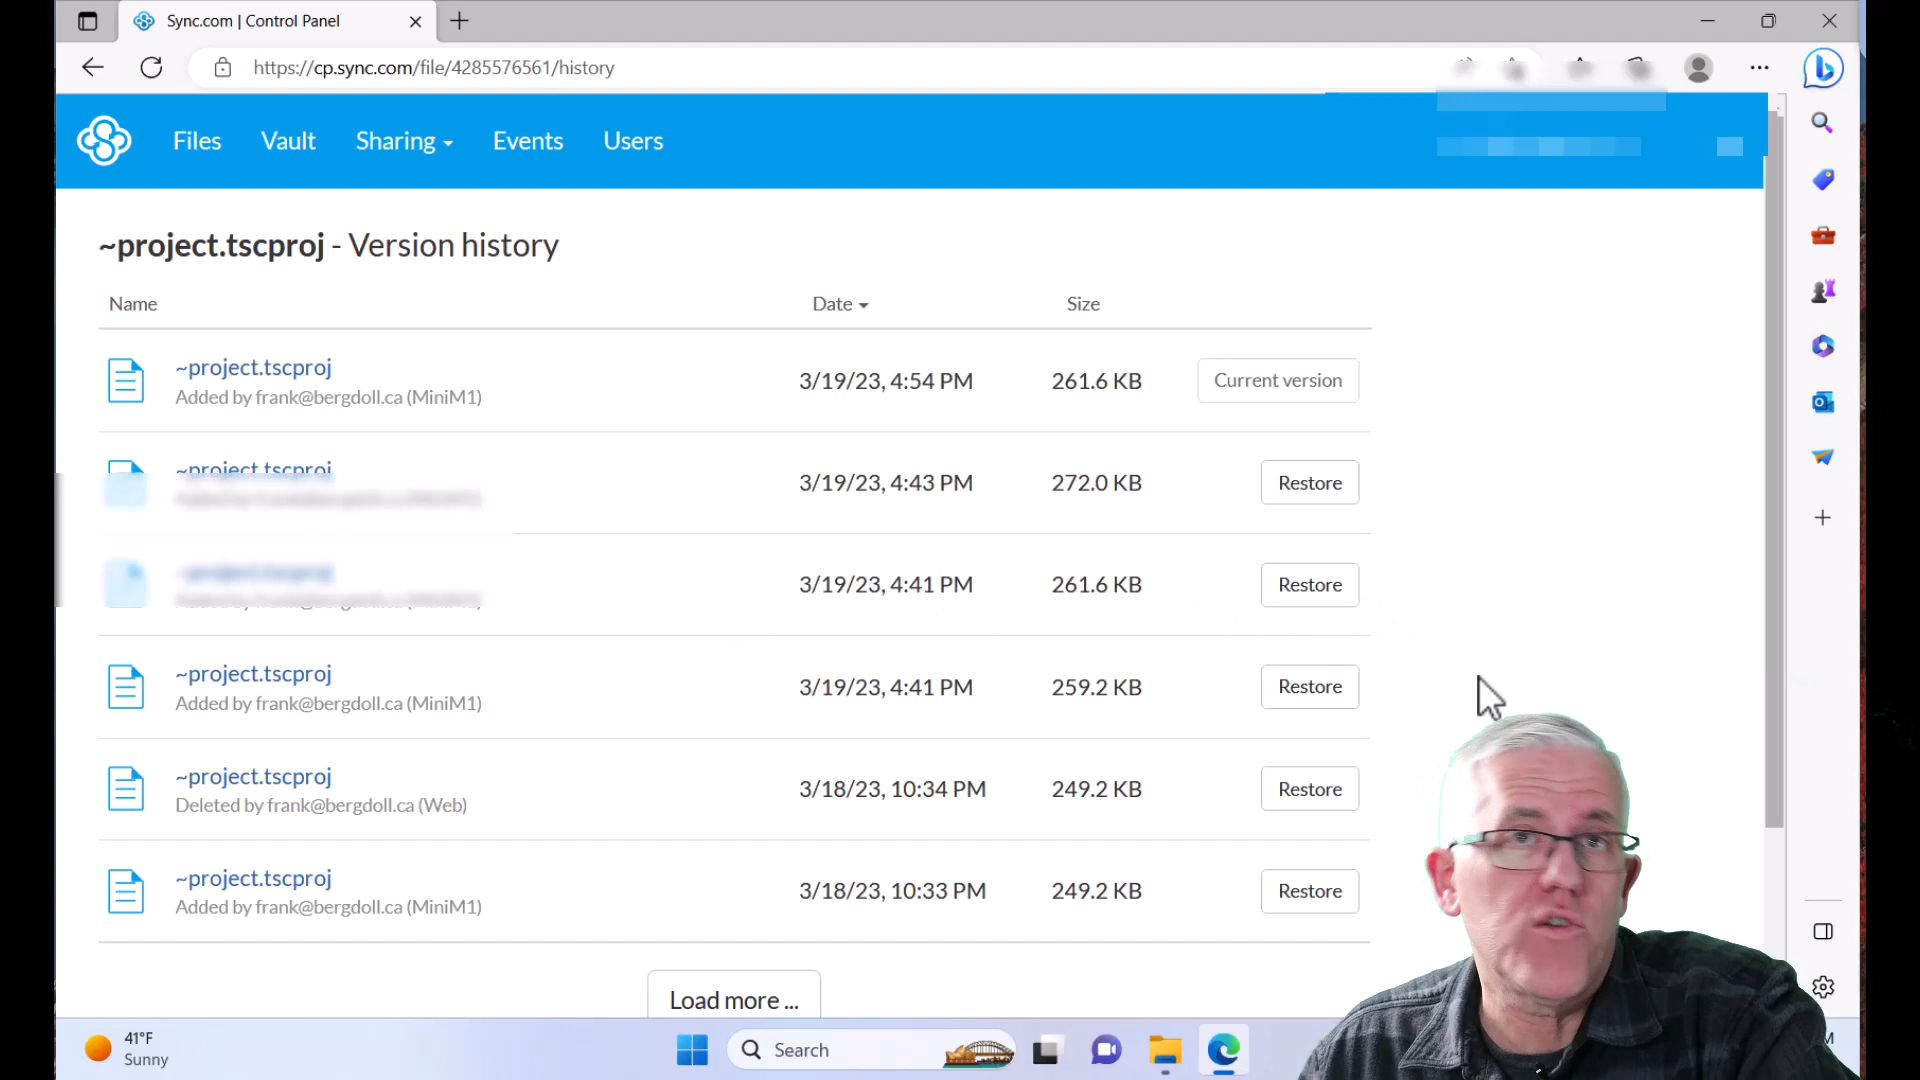 Sync.com | Control Panel
https://cp.sync.com/file/4285576561/history
Files Vault Sharing Events Users
~project.tscproj - Version history
Name Date Size
~project.tscproj
Added by frank@bergdoll.ca (MiniM1)
3/19/23, 4:54 PM 261.6 KB Current version
~project.tscproj
3/19/23, 4:43 PM 272.0 KB Restore
3/19/23, 4:41 PM 261.6 KB Restore
~project.tscproj
Added by frank@bergdoll.ca (MiniM1)
3/19/23, 4:41 PM 259.2 KB Restore
~project.tscproj
Deleted by frank@bergdoll.ca (Web)
3/18/23, 10:34 PM 249.2 KB Restore
~project.tscproj
Added by frank@bergdoll.ca (MiniM1)
3/18/23, 10:33 PM 249.2 KB Restore
Load more ...
41°F
Sunny
Search